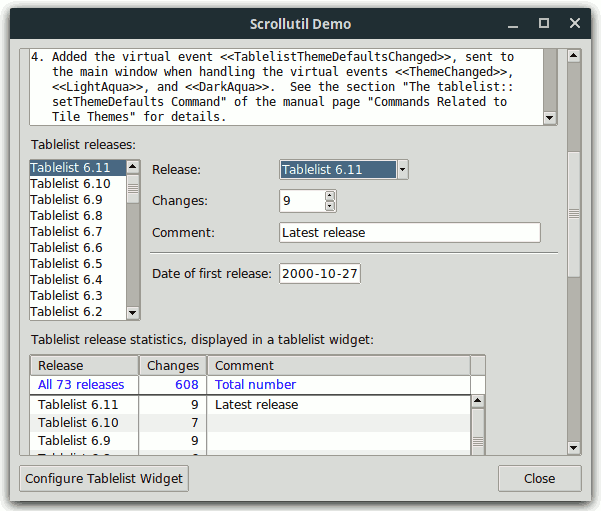 Scrollutil Demo
4. Added the virtual event <<TablelistThemeDefaultsChanged>>, sent to
the main window when handling the virtual events <<ThemeChanged>>,
<<LightAqua>>, and <<DarkAqua>>.  See the section "The tablelist::
setThemeDefaults Command" of the manual page "Commands Related to
Tile Themes" for details.
Tablelist releases:
Tablelist 6.11
Tablelist 6.10
Tablelist 6.9
Tablelist 6.8
Tablelist 6.7
Tablelist 6.6
Tablelist 6.5
Tablelist 6.4
Tablelist 6.3
Tablelist 6.2
Release: Tablelist 6.11
Changes: 9
Comment: Latest release
Date of first release: 2000-10-27
Tablelist release statistics, displayed in a tablelist widget:
Release Changes Comment
All 73 releases 608 Total number
Tablelist 6.11 9 Latest release
Tablelist 6.10 7
Tablelist 6.9 9
Configure Tablelist Widget Close